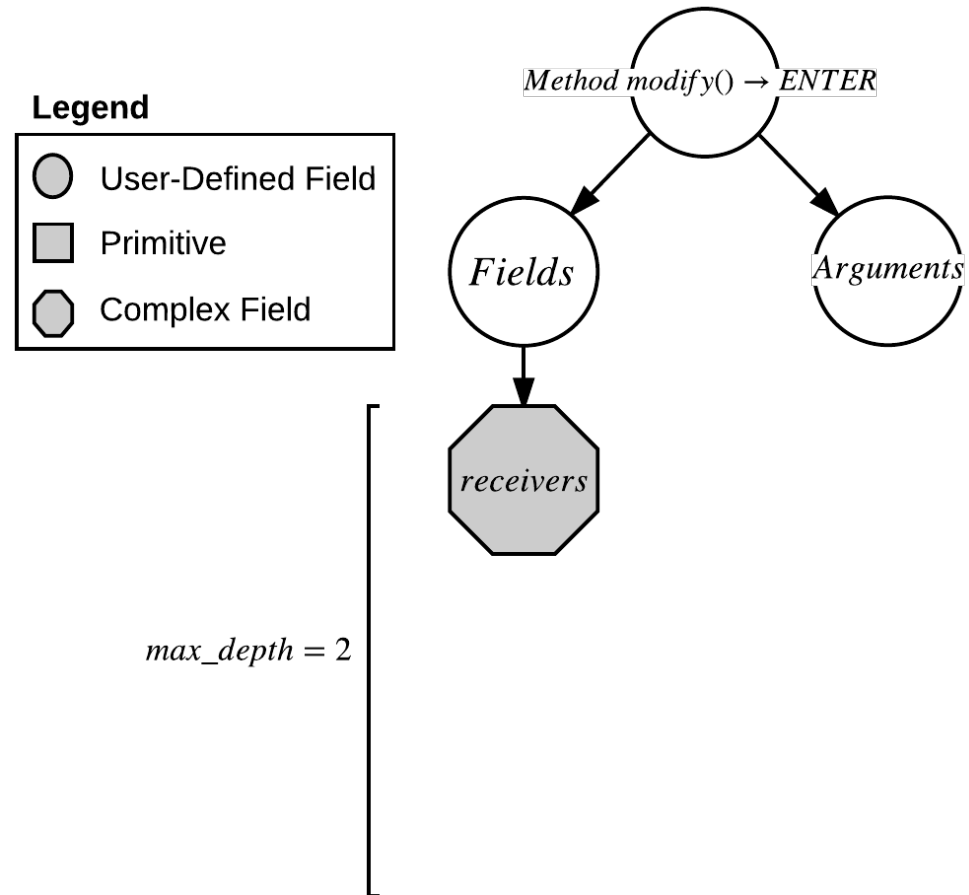 Method modify() → ENTER
Legend
User-Defined Field
Primitive
Complex Field
Fields
Arguments
receivers
max_depth = 2